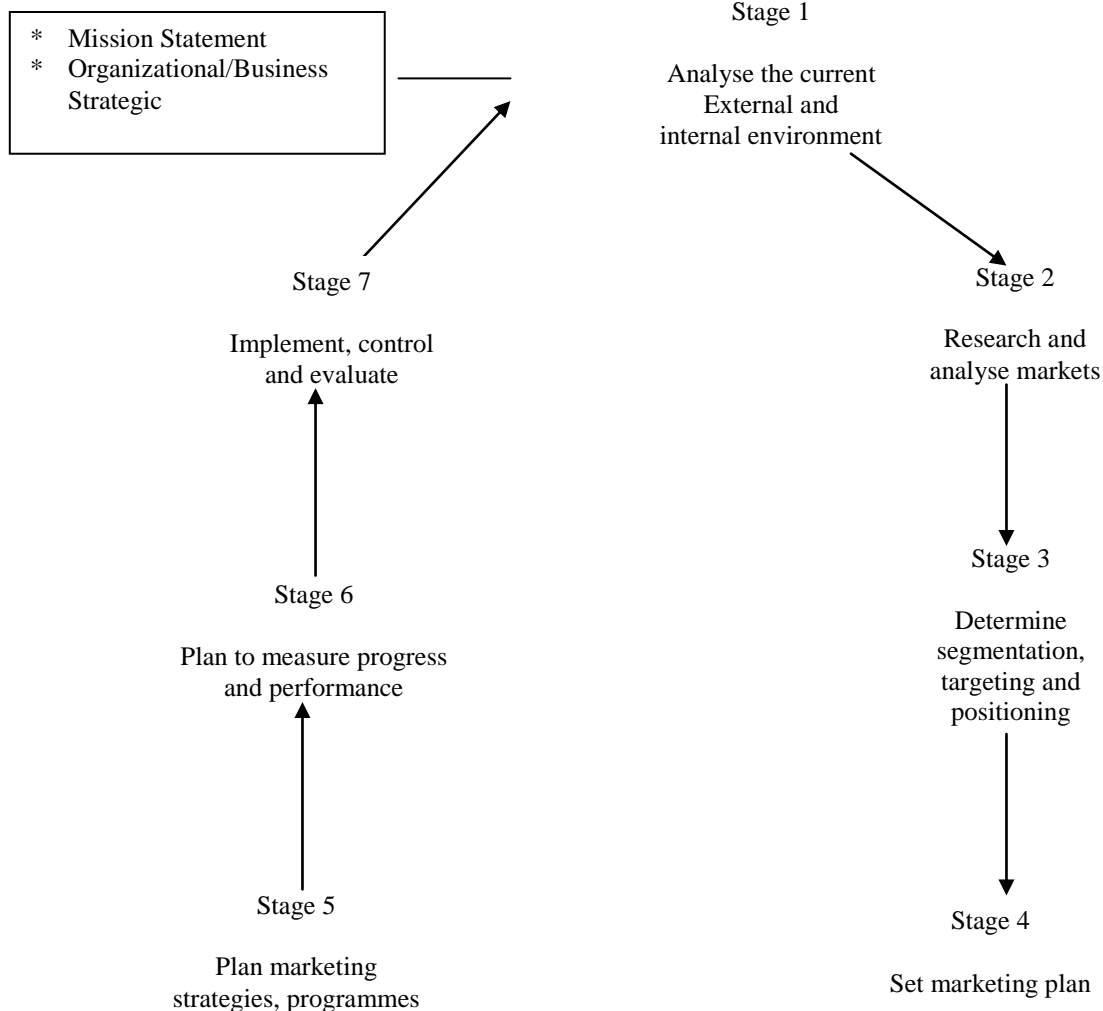 * Mission Statement
* Organizational/Business
Strategic
Stage 1
Analyse the current
External and
internal environment
Stage 2
Research and
analyse markets
Stage 3
Determine
segmentation,
targeting and
positioning
Stage 4
Set marketing plan
Stage 5
Plan marketing
strategies, programmes
Stage 6
Plan to measure progress
and performance
Stage 7
Implement, control
and evaluate